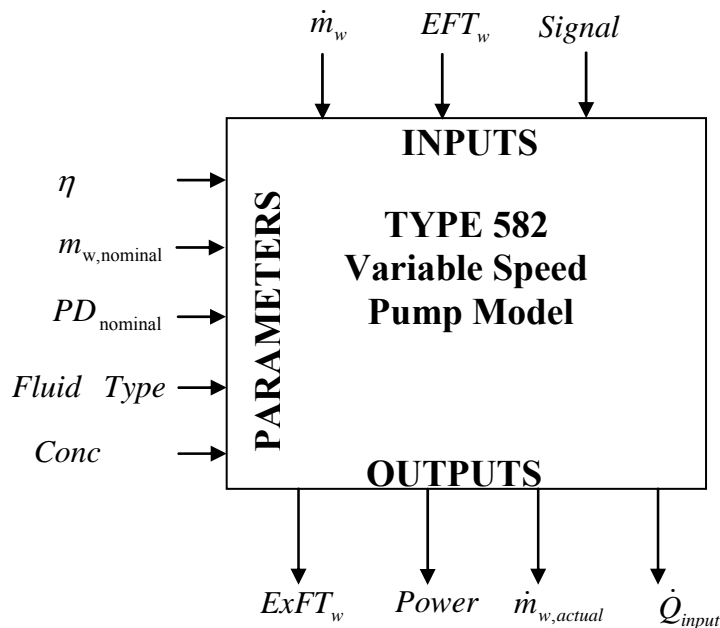 ṁ_w EFT_w Signal
INPUTS
PARAMETERS
η
m_w,nominal
PD_nominal
Fluid Type
Conc
TYPE 582
Variable Speed
Pump Model
OUTPUTS
ExFT_w Power ṁ_w,actual Q̇_input